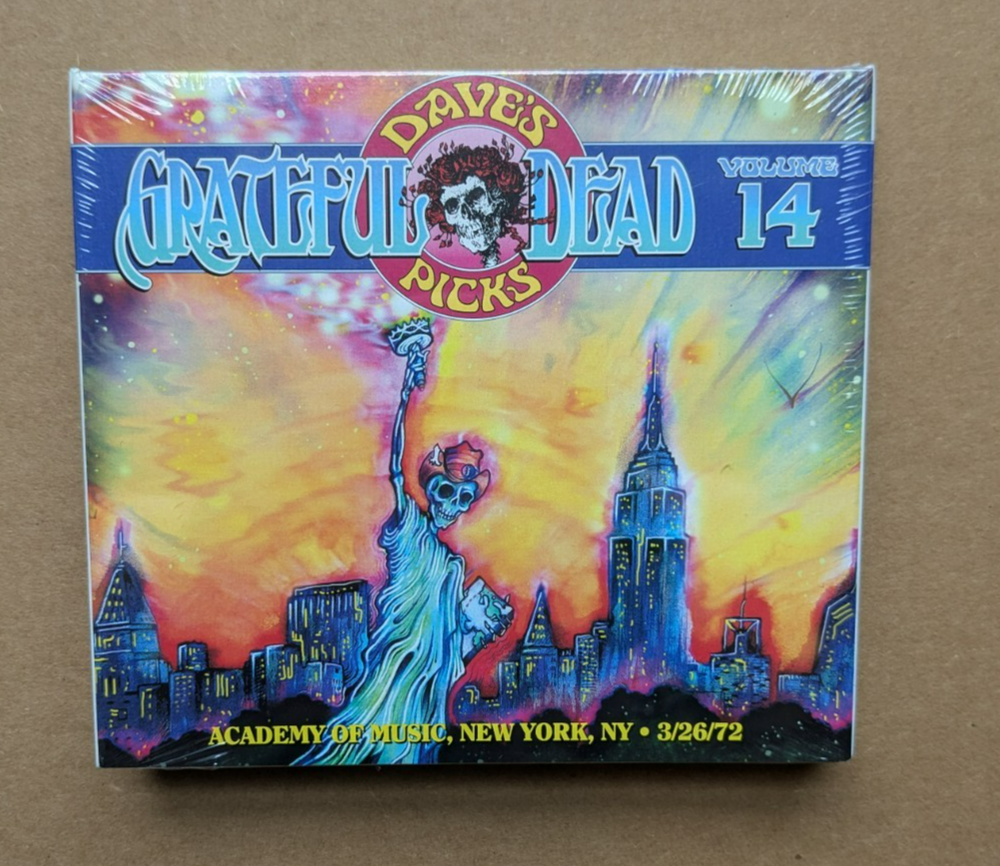 DAVE'S
GRATEFUL DEAD
VOLUME
14
PICKS
ACADEMY OF MUSIC, NEW YORK, NY • 3/26/72